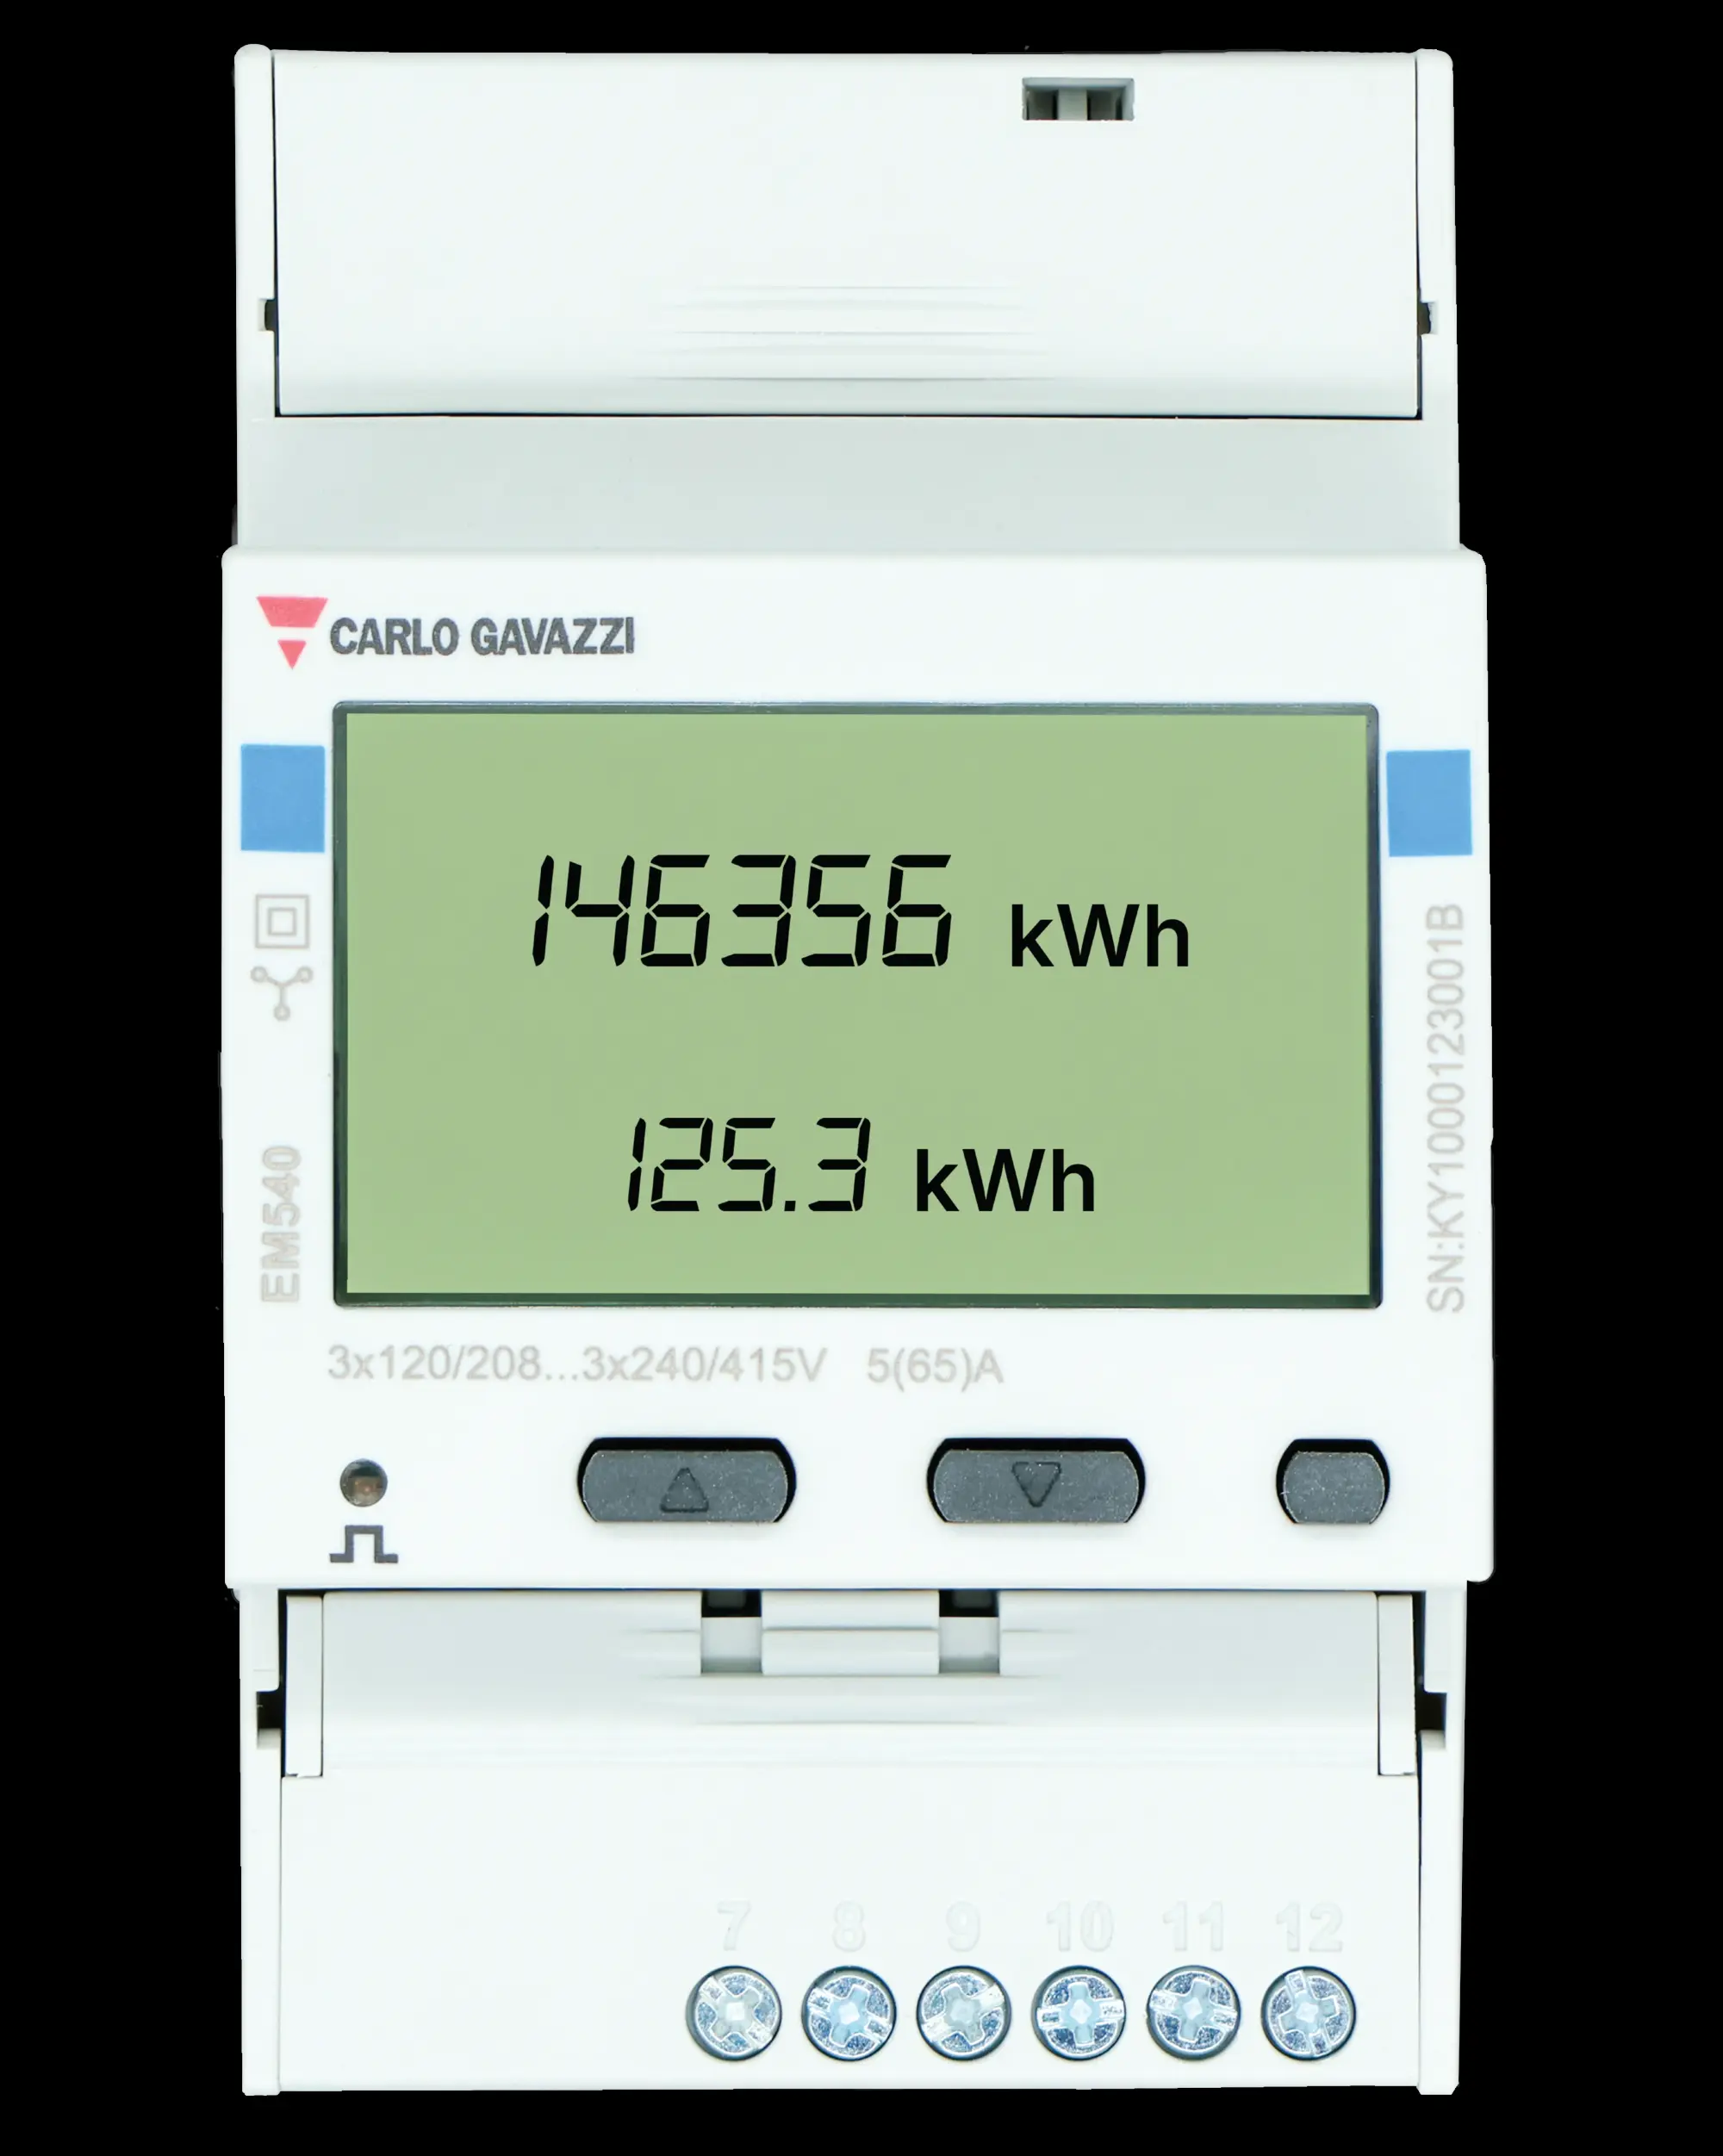 CARLO GAVAZZI
146356 kWh
125.3 kWh
EM540
SN:KY1000123001B
3x120/208...3x240/415V 5(65)A
7 8 9 10 11 12